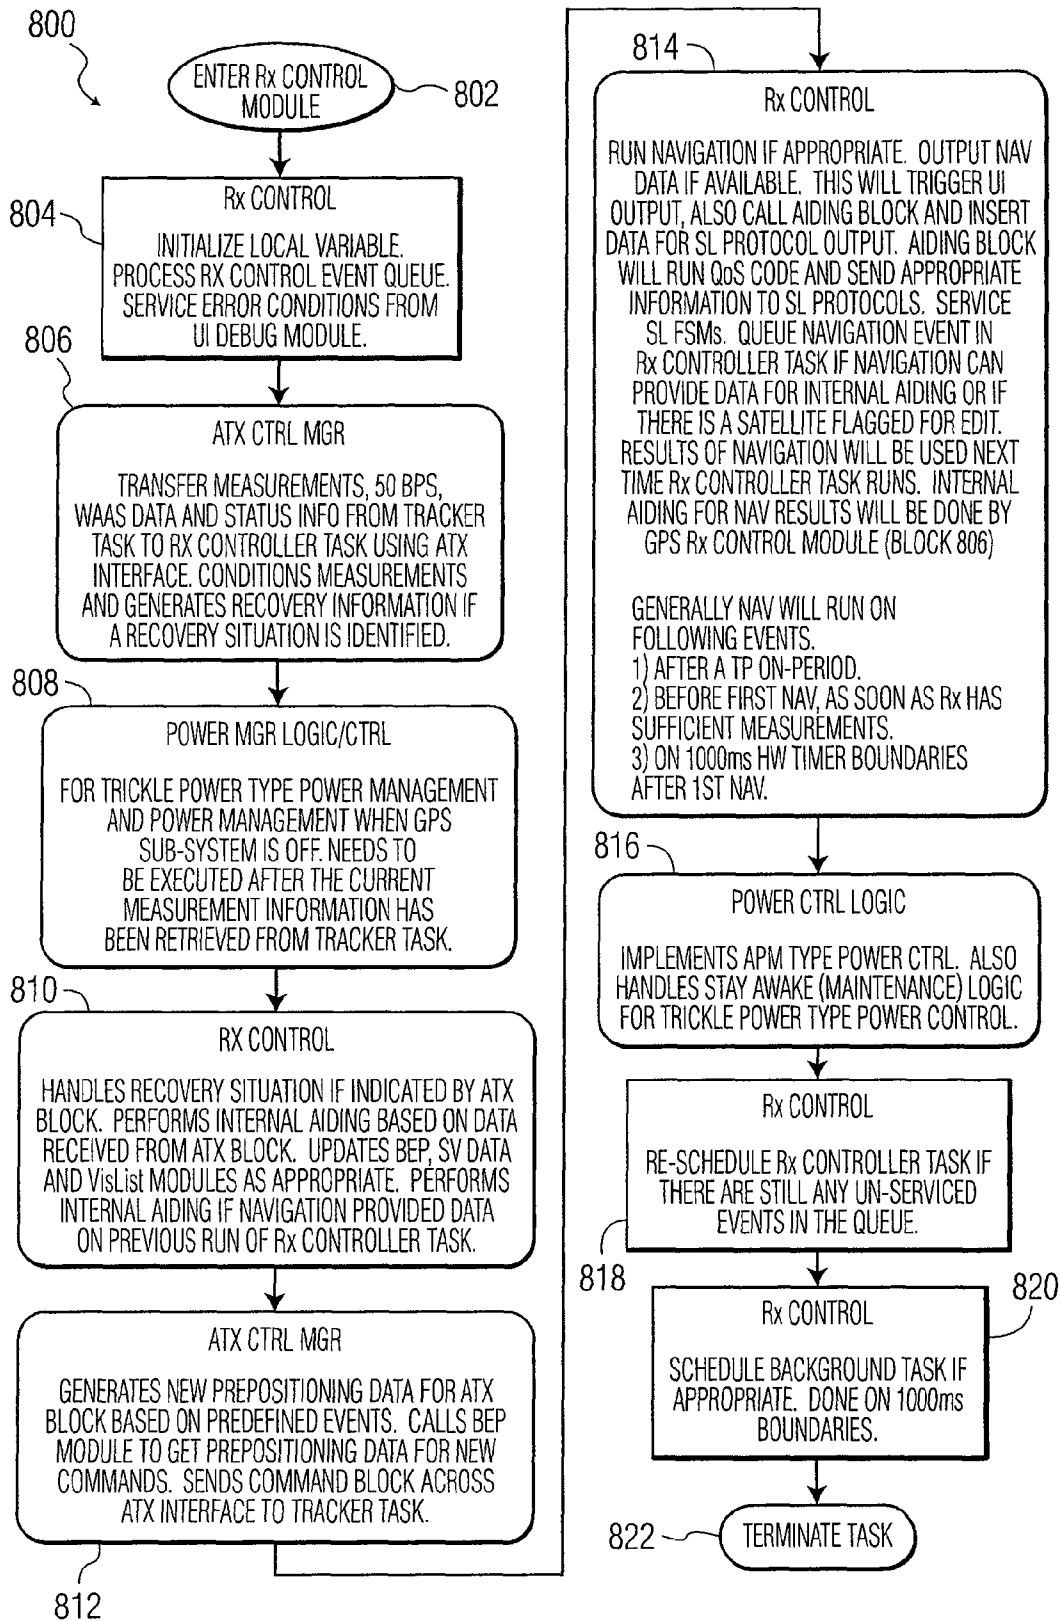 800
ENTER Rx CONTROL
MODULE
802
804
Rx CONTROL
INITIALIZE LOCAL VARIABLE.
PROCESS RX CONTROL EVENT QUEUE.
SERVICE ERROR CONDITIONS FROM
UI DEBUG MODULE.
806
ATX CTRL MGR
TRANSFER MEASUREMENTS, 50 BPS,
WAAS DATA AND STATUS INFO FROM TRACKER
TASK TO RX CONTROLLER TASK USING ATX
INTERFACE. CONDITIONS MEASUREMENTS
AND GENERATES RECOVERY INFORMATION IF
A RECOVERY SITUATION IS IDENTIFIED.
808
POWER MGR LOGIC/CTRL
FOR TRICKLE POWER TYPE POWER MANAGEMENT
AND POWER MANAGEMENT WHEN GPS
SUB-SYSTEM IS OFF. NEEDS TO
BE EXECUTED AFTER THE CURRENT
MEASUREMENT INFORMATION HAS
BEEN RETRIEVED FROM TRACKER TASK.
810
RX CONTROL
HANDLES RECOVERY SITUATION IF INDICATED BY ATX
BLOCK. PERFORMS INTERNAL AIDING BASED ON DATA
RECEIVED FROM ATX BLOCK. UPDATES BEP, SV DATA
AND VisList MODULES AS APPROPRIATE. PERFORMS
INTERNAL AIDING IF NAVIGATION PROVIDED DATA
ON PREVIOUS RUN OF Rx CONTROLLER TASK.
ATX CTRL MGR
GENERATES NEW PREPOSITIONING DATA FOR ATX
BLOCK BASED ON PREDEFINED EVENTS. CALLS BEP
MODULE TO GET PREPOSITIONING DATA FOR NEW
COMMANDS. SENDS COMMAND BLOCK ACROSS
ATX INTERFACE TO TRACKER TASK.
812
814
Rx CONTROL
RUN NAVIGATION IF APPROPRIATE. OUTPUT NAV
DATA IF AVAILABLE. THIS WILL TRIGGER UI
OUTPUT, ALSO CALL AIDING BLOCK AND INSERT
DATA FOR SL PROTOCOL OUTPUT. AIDING BLOCK
WILL RUN QoS CODE AND SEND APPROPRIATE
INFORMATION TO SL PROTOCOLS. SERVICE
SL FSMs. QUEUE NAVIGATION EVENT IN
Rx CONTROLLER TASK IF NAVIGATION CAN
PROVIDE DATA FOR INTERNAL AIDING OR IF
THERE IS A SATELLITE FLAGGED FOR EDIT.
RESULTS OF NAVIGATION WILL BE USED NEXT
TIME Rx CONTROLLER TASK RUNS. INTERNAL
AIDING FOR NAV RESULTS WILL BE DONE BY
GPS Rx CONTROL MODULE (BLOCK 806)
GENERALLY NAV WILL RUN ON
FOLLOWING EVENTS.
1) AFTER A TP ON-PERIOD.
2) BEFORE FIRST NAV, AS SOON AS Rx HAS
SUFFICIENT MEASUREMENTS.
3) ON 1000ms HW TIMER BOUNDARIES
AFTER 1ST NAV.
816
POWER CTRL LOGIC
IMPLEMENTS APM TYPE POWER CTRL. ALSO
HANDLES STAY AWAKE (MAINTENANCE) LOGIC
FOR TRICKLE POWER TYPE POWER CONTROL.
Rx CONTROL
RE-SCHEDULE Rx CONTROLLER TASK IF
THERE ARE STILL ANY UN-SERVICED
EVENTS IN THE QUEUE.
818
820
Rx CONTROL
SCHEDULE BACKGROUND TASK IF
APPROPRIATE. DONE ON 1000ms
BOUNDARIES.
822
TERMINATE TASK